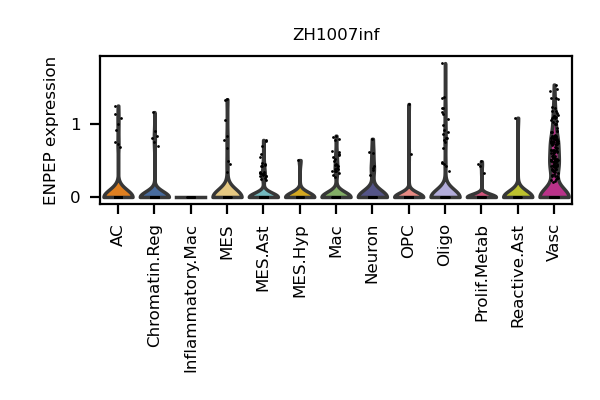 ZH1007inf
ENPEP expression
1
0
AC
Chromatin.Reg
Inflammatory.Mac
MES
MES.Ast
MES.Hyp
Mac
Neuron
OPC
Oligo
Prolif.Metab
Reactive.Ast
Vasc